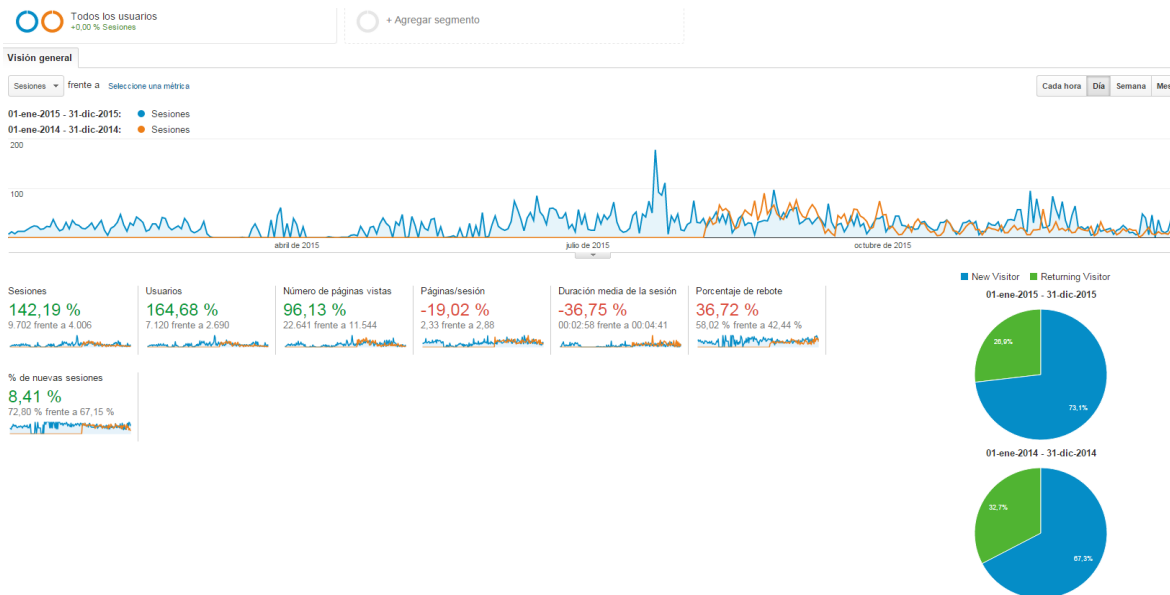 Todos los usuarios
+0,00 % Sesiones
+ Agregar segmento
Visión general
Sesiones frente a Seleccione una métrica
Cada hora Día Semana Mes
01-ene-2015 - 31-dic-2015: Sesiones
01-ene-2014 - 31-dic-2014: Sesiones
200
100
abril de 2015 julio de 2015 octubre de 2015
New Visitor Returning Visitor
01-ene-2015 - 31-dic-2015
26,9%
73,1%
Sesiones
142,19 %
9.702 frente a 4.006
Usuarios
164,68 %
7.120 frente a 2.690
Número de páginas vistas
96,13 %
22.641 frente a 11.544
Páginas/sesión
-19,02 %
2,33 frente a 2,88
Duración media de la sesión
-36,75 %
00:02:58 frente a 00:04:41
Porcentaje de rebote
36,72 %
58,02 % frente a 42,44 %
% de nuevas sesiones
8,41 %
72,80 % frente a 67,15 %
01-ene-2014 - 31-dic-2014
32,7%
67,3%